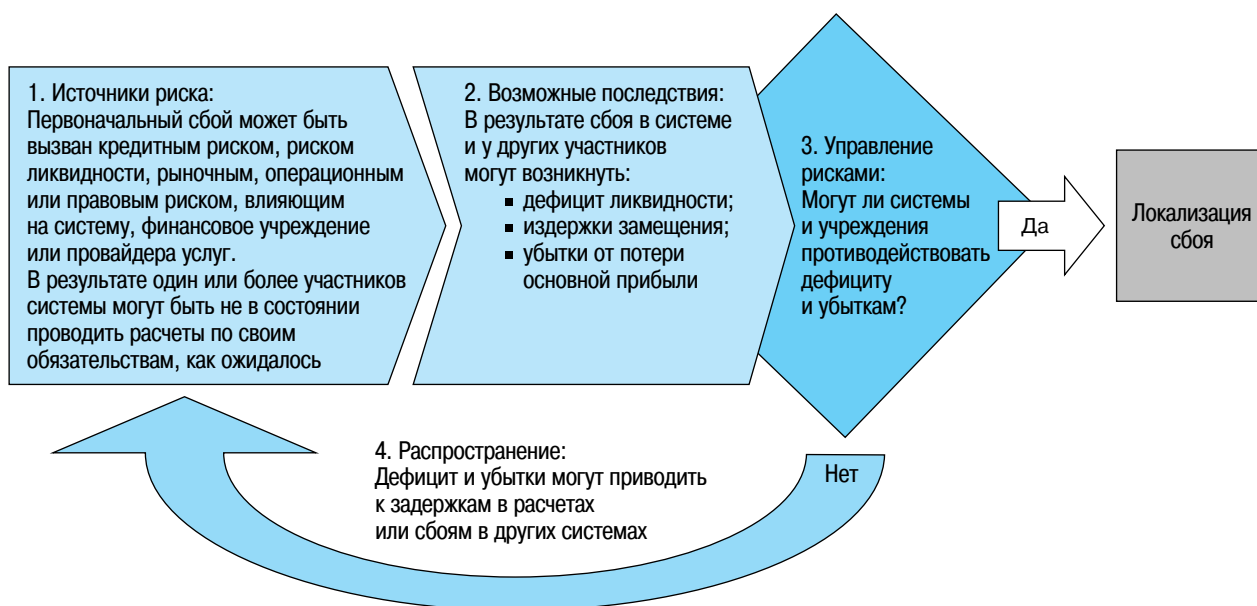 1. Источники риска:
Первоначальный сбой может быть
вызван кредитным риском, риском
ликвидности, рыночным, операционным
или правовым риском, влияющим
на систему, финансовое учреждение
или провайдера услуг.
В результате один или более участников
системы могут быть не в состоянии
проводить расчеты по своим
обязательствам, как ожидалось
2. Возможные последствия:
В результате сбоя в системе
и у других участников
могут возникнуть:
▪ дефицит ликвидности;
▪ издержки замещения;
▪ убытки от потери
основной прибыли
3. Управление
рисками:
Могут ли системы
и учреждения
противодействовать
дефициту
и убыткам?
Да
Локализация
сбоя
4. Распространение:
Дефицит и убытки могут приводить
к задержкам в расчетах
или сбоям в других системах
Нет